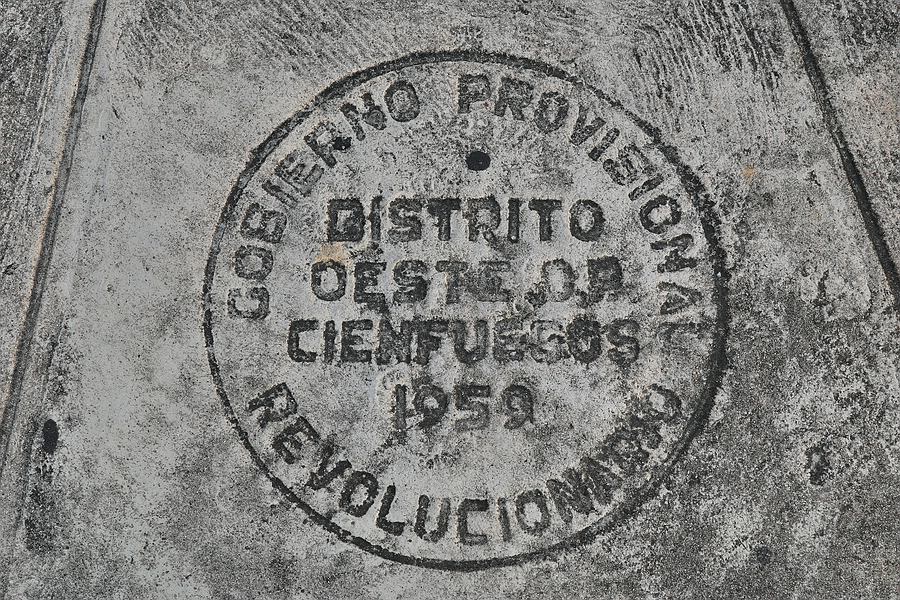 GOBIERNO PROVISIONAL
DISTRITO
OESTE O.P.
CIENFUEGOS
1959
REVOLUCIONARIO